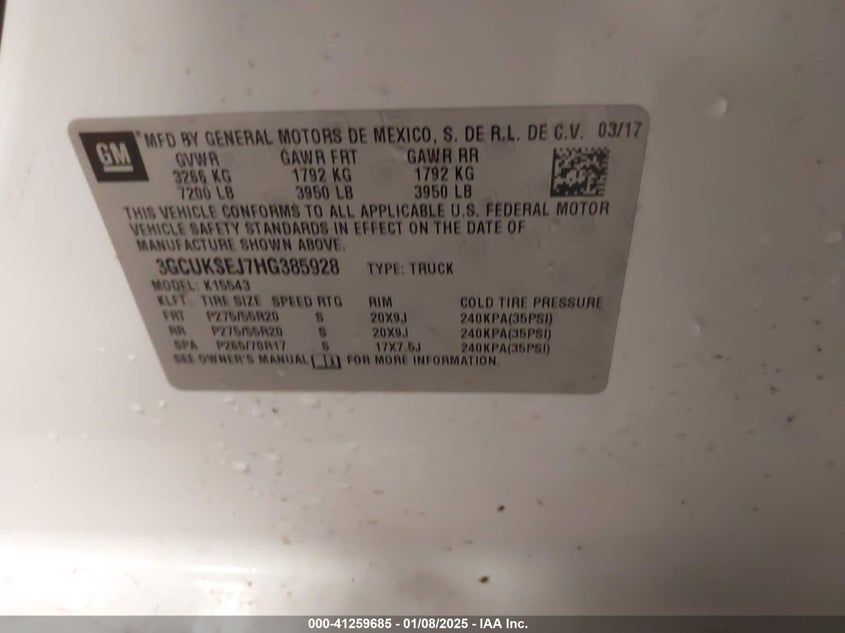 GM
MFD BY GENERAL MOTORS DE MEXICO, S. DE R.L. DE C.V. 03/17
GVWR GAWR FRT GAWR RR
3266 KG 1792 KG 1792 KG
7200 LB 3950 LB 3950 LB
THIS VEHICLE CONFORMS TO ALL APPLICABLE U.S. FEDERAL MOTOR
VEHICLE SAFETY STANDARDS IN EFFECT ON THE DATE OF
MANUFACTURE SHOWN ABOVE.
3GCUKSEJ7HG385928 TYPE: TRUCK
MODEL: K15543
KLFT TIRE SIZE SPEED RTG RIM COLD TIRE PRESSURE
FRT P275/55R20 S 20X9J 240KPA(35PSI)
RR P275/55R20 S 20X9J 240KPA(35PSI)
SPA P265/70R17 S 17X7.5J 240KPA(35PSI)
SEE OWNER'S MANUAL FOR MORE INFORMATION.
000-41259685 - 01/08/2025 - IAA Inc.